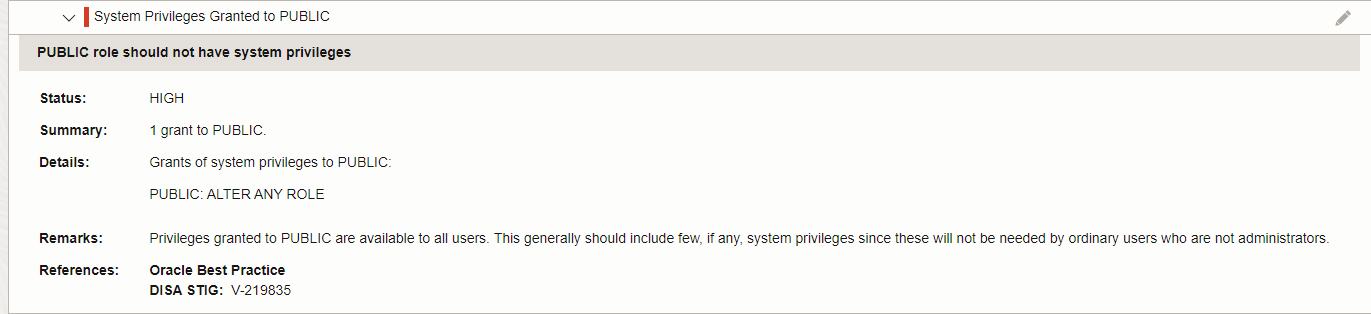 System Privileges Granted to PUBLIC
PUBLIC role should not have system privileges
Status: HIGH
Summary: 1 grant to PUBLIC.
Details: Grants of system privileges to PUBLIC:
PUBLIC: ALTER ANY ROLE
Remarks: Privileges granted to PUBLIC are available to all users. This generally should include few, if any, system privileges since these will not be needed by ordinary users who are not administrators.
References: Oracle Best Practice
DISA STIG: V-219835